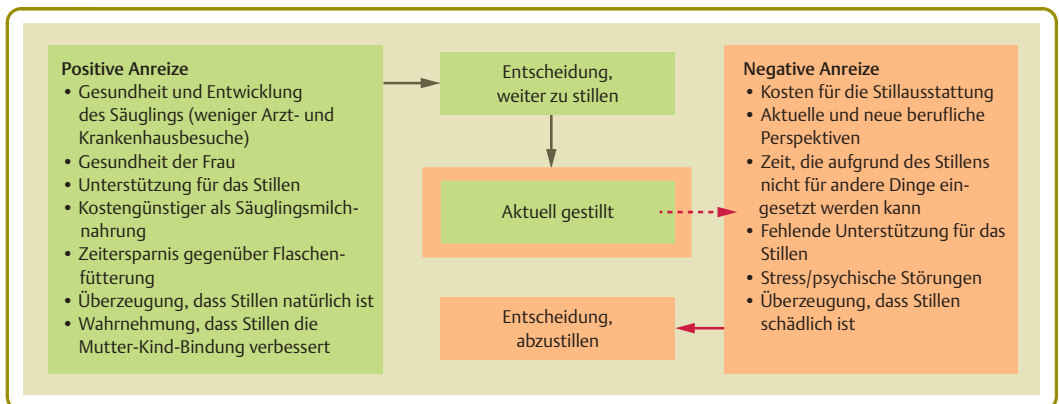 Positive Anreize
• Gesundheit und Entwicklung
des Säuglings (weniger Arzt- und
Krankenhausbesuche)
• Gesundheit der Frau
• Unterstützung für das Stillen
• Kostengünstiger als Säuglingsmilch-
nahrung
• Zeitersparnis gegenüber Flaschen-
fütterung
• Überzeugung, dass Stillen natürlich ist
• Wahrnehmung, dass Stillen die
Mutter-Kind-Bindung verbessert
Entscheidung,
weiter zu stillen
Aktuell gestillt
Entscheidung,
abzustillen
Negative Anreize
• Kosten für die Stillausstattung
• Aktuelle und neue berufliche
Perspektiven
• Zeit, die aufgrund des Stillens
nicht für andere Dinge ein-
gesetzt werden kann
• Fehlende Unterstützung für das
Stillen
• Stress/psychische Störungen
• Überzeugung, dass Stillen
schädlich ist